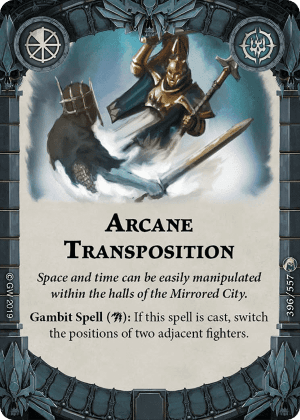 ARCANE
TRANSPOSITION
Space and time can be easily manipulated
within the halls of the Mirrored City.
Gambit Spell (): If this spell is cast, switch
the positions of two adjacent fighters.
© GW 2019
396/557